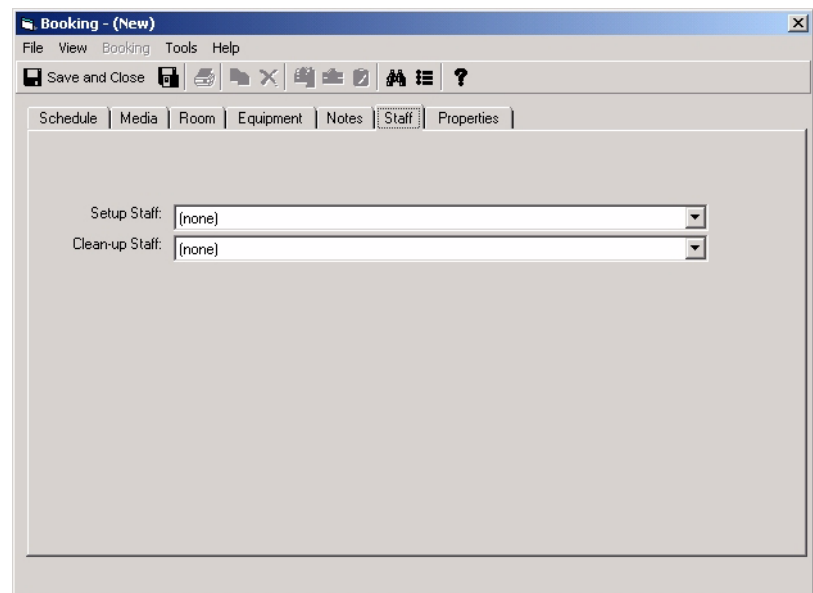 Booking - (New)
File View Booking Tools Help
Save and Close ?
Schedule Media Room Equipment Notes Staff Properties
Setup Staff: (none)
Clean-up Staff: (none)